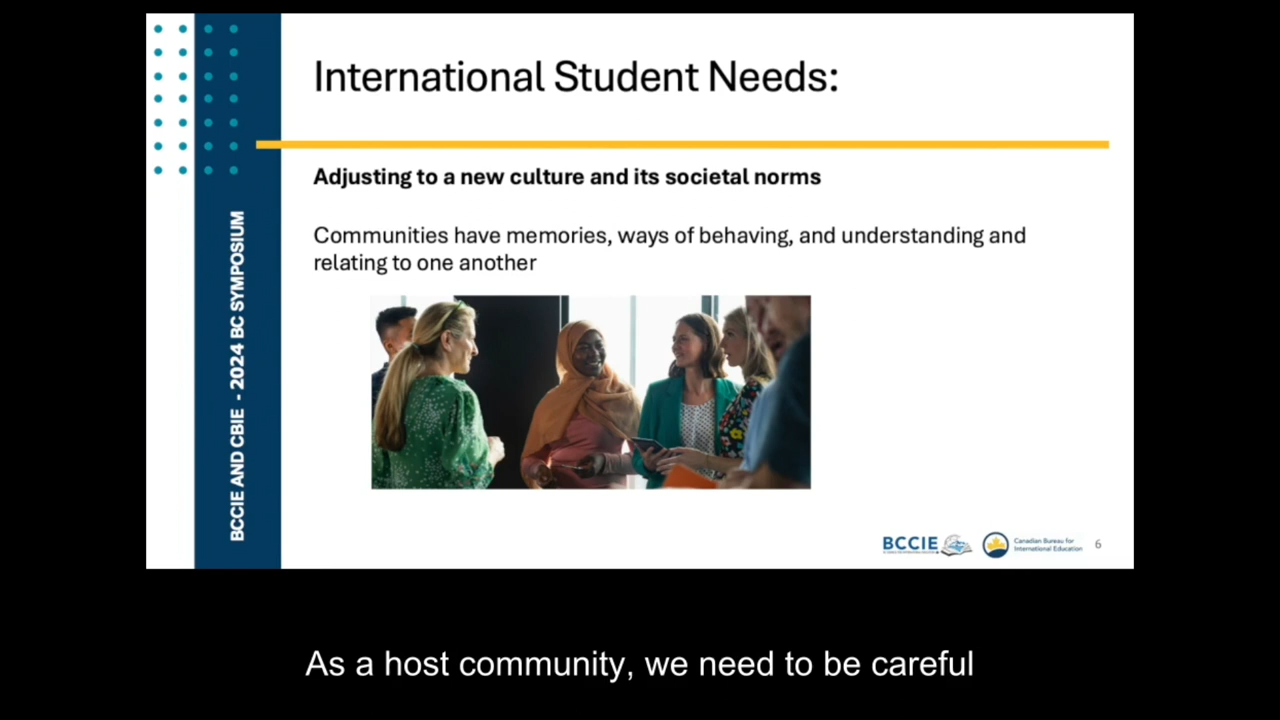 International Student Needs:
Adjusting to a new culture and its societal norms
Communities have memories, ways of behaving, and understanding and
relating to one another
BCCIE AND CBIE - 2024 BC SYMPOSIUM
BCCIE
Canadian Bureau for
International Education
6
As a host community, we need to be careful